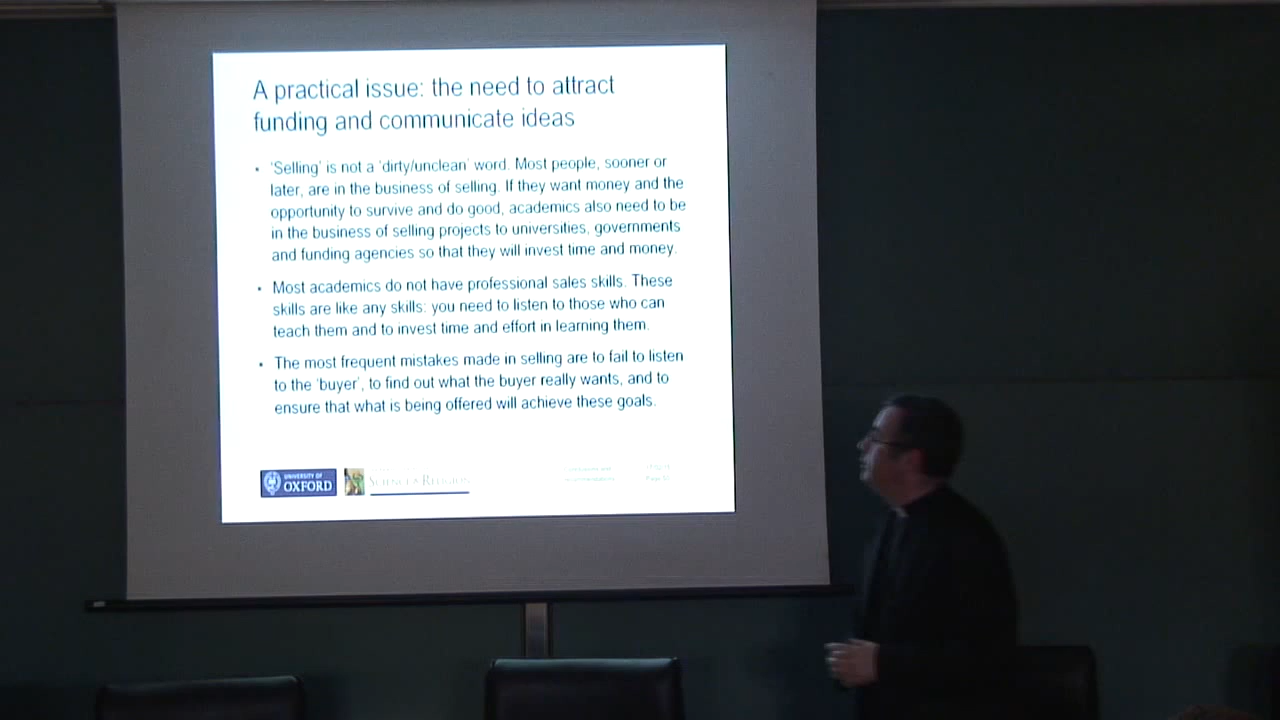 A practical issue: the need to attract
funding and communicate ideas
• 'Selling' is not a 'dirty/unclean' word. Most people, sooner or
later, are in the business of selling. If they want money and the
opportunity to survive and do good, academics also need to be
in the business of selling projects to universities, governments
and funding agencies so that they will invest time and money.
• Most academics do not have professional sales skills. These
skills are like any skills: you need to listen to those who can
teach them and to invest time and effort in learning them.
• The most frequent mistakes made in selling are to fail to listen
to the 'buyer', to find out what the buyer really wants, and to
ensure that what is being offered will achieve these goals.
UNIVERSITY OF
OXFORD
SCIENCE & RELIGION